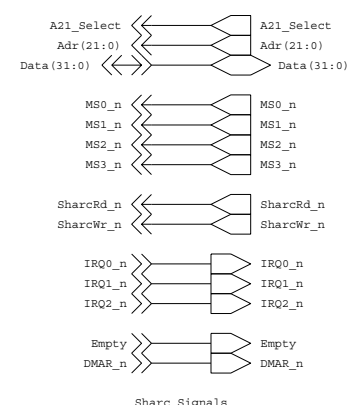 A21_Select A21_Select
Adr(21:0) Adr(21:0)
Data(31:0) Data(31:0)
MS0_n MS0_n
MS1_n MS1_n
MS2_n MS2_n
MS3_n MS3_n
SharcRd_n SharcRd_n
SharcWr_n SharcWr_n
IRQ0_n IRQ0_n
IRQ1_n IRQ1_n
IRQ2_n IRQ2_n
Empty Empty
DMAR_n DMAR_n
Sharc Signals